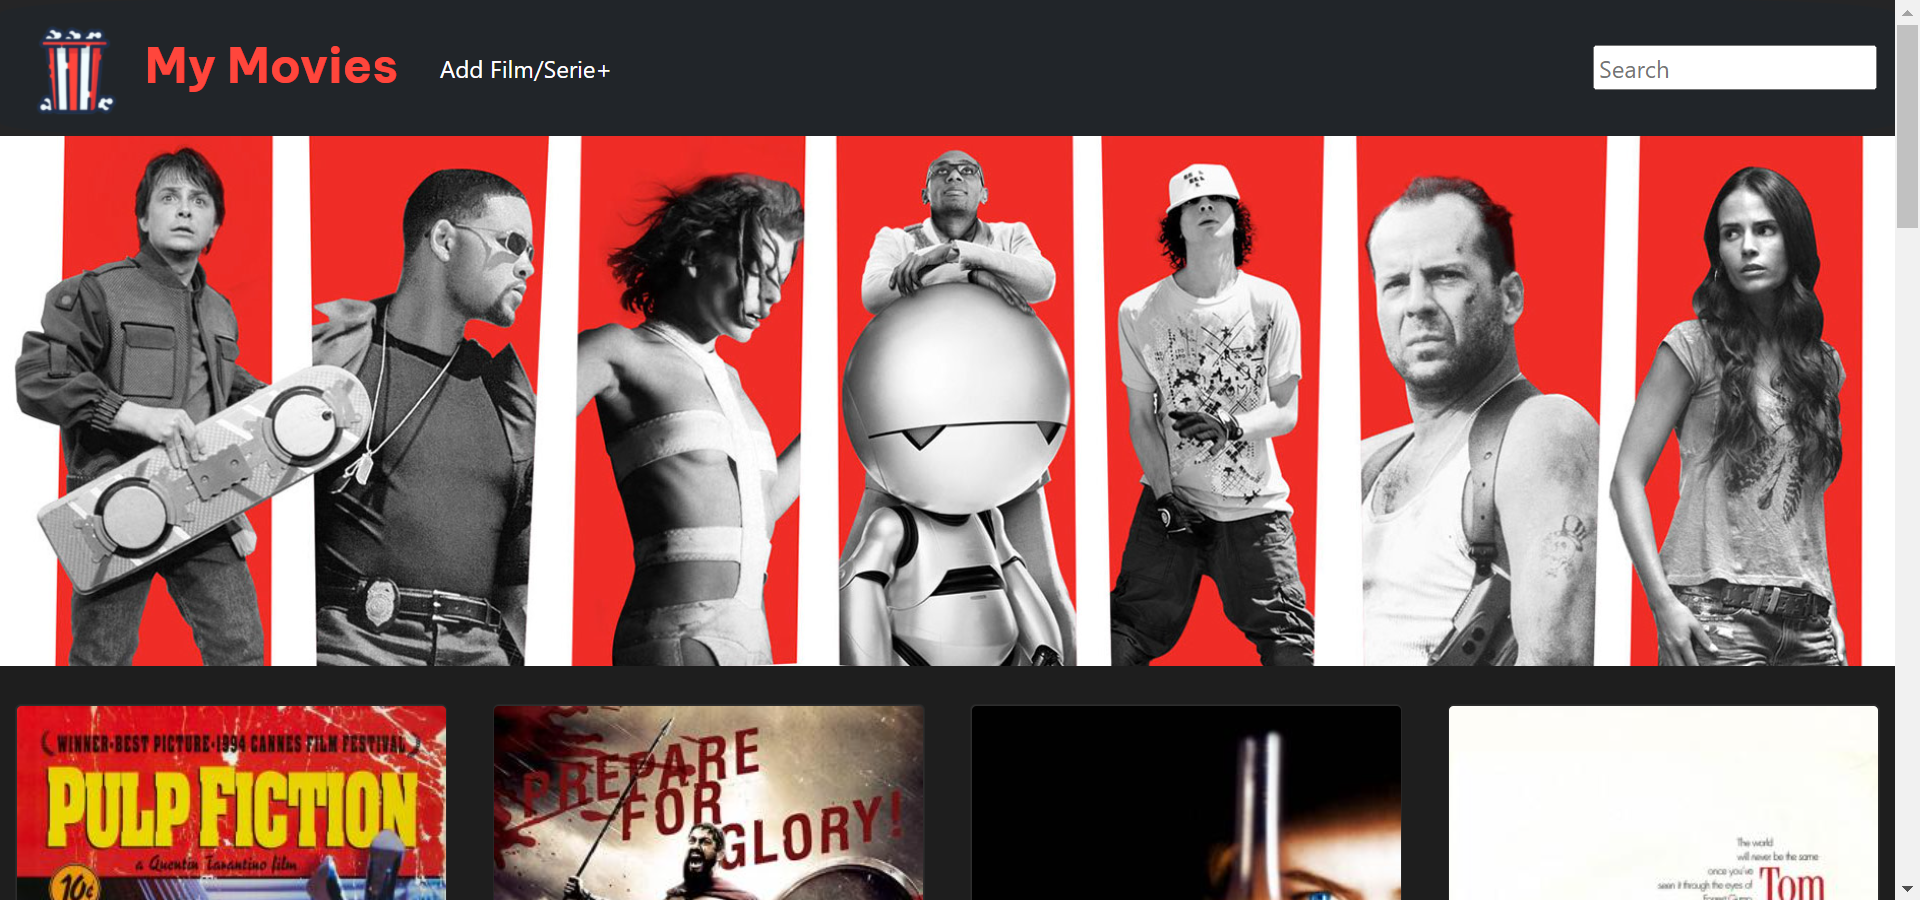 My Movies
Add Film/Serie+
Search
WINNER-BEST PICTURE-1994 CANNES FILM FESTIVAL
PULP FICTION
a Quentin Tarantino film
10¢
PREPARE
FOR
GLORY!
The world
will never be the same
once you've
seen it through the eyes of
Forrest Gump.
Tom